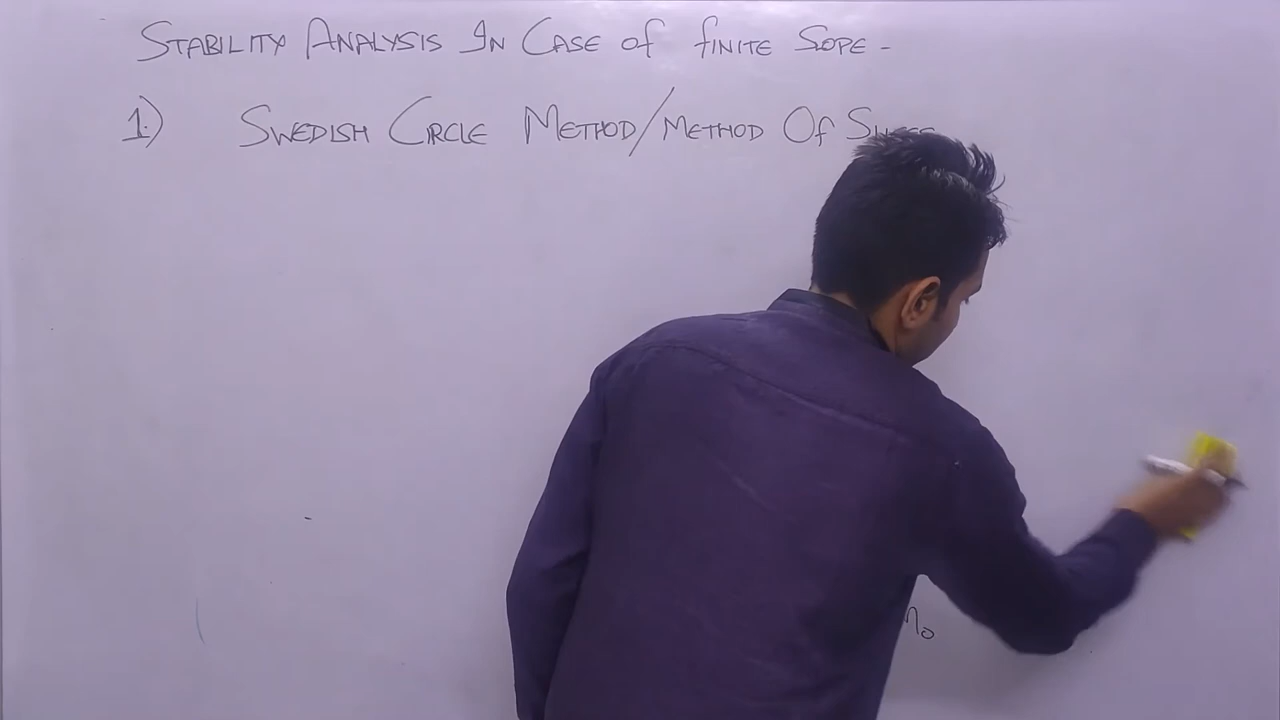 STABILITY ANALYSIS IN CASE Of fINITE SOPE -
1.) SWEDISH CIRCLE METHOD/METHOD Of